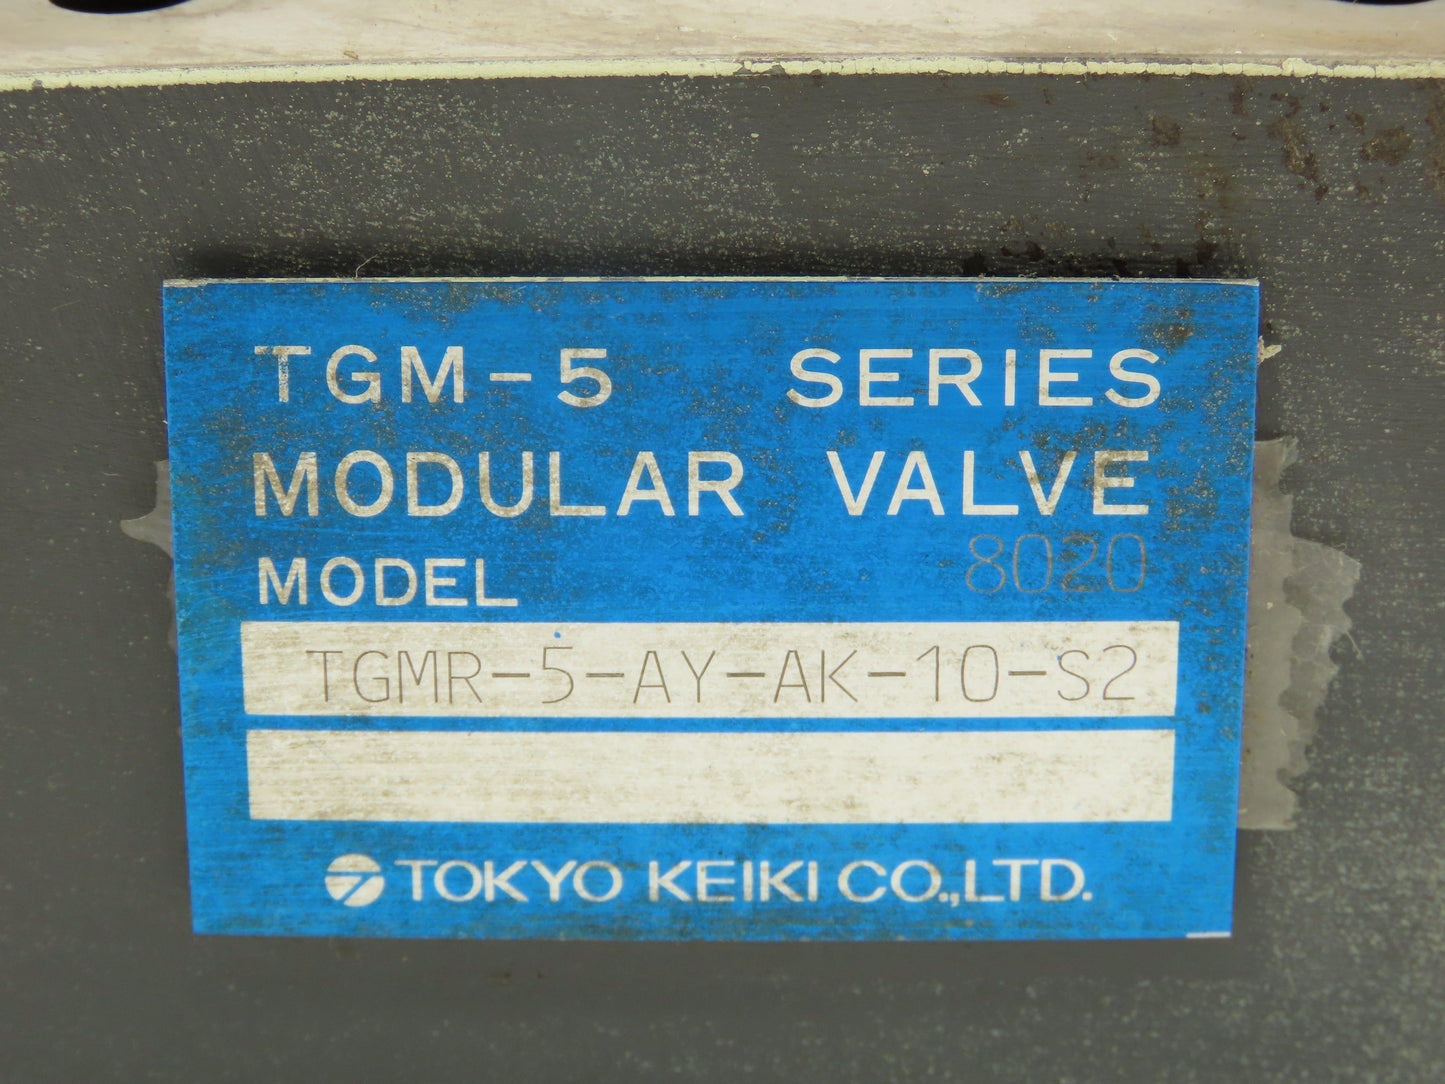 TGM-5 SERIES
MODULAR VALVE
8020
MODEL
TGMR-5-AY-AK-10-S2
TOKYO KEIKI CO.,LTD.